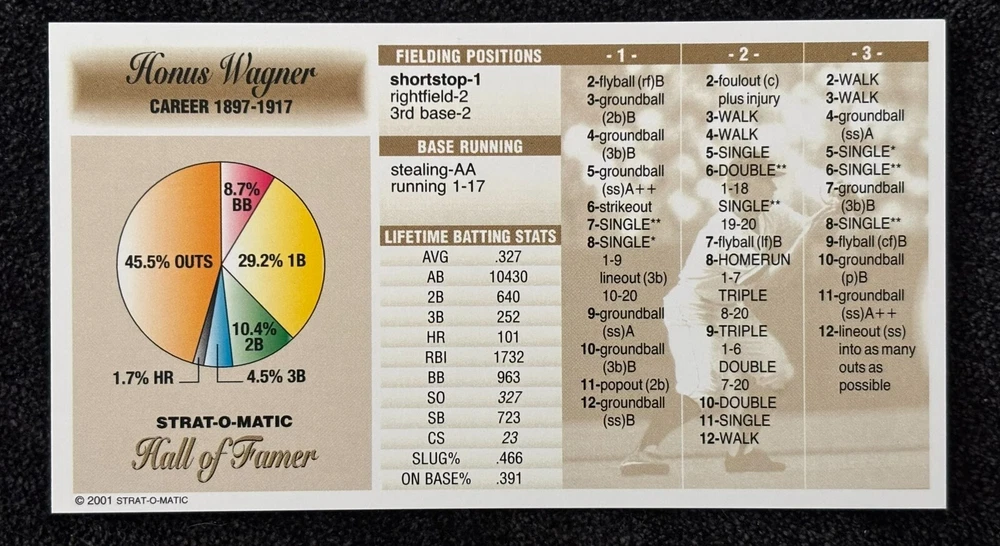 Honus Wagner
CAREER 1897-1917
8.7%
BB
45.5% OUTS
29.2% 1B
10.4%
2B
1.7% HR
4.5% 3B
STRAT-O-MATIC
Hall of Famer
© 2001 STRAT-O-MATIC
FIELDING POSITIONS
shortstop-1
rightfield-2
3rd base-2
BASE RUNNING
stealing-AA
running 1-17
LIFETIME BATTING STATS
AVG .327
AB 10430
2B 640
3B 252
HR 101
RBI 1732
BB 963
SO 327
SB 723
CS 23
SLUG% .466
ON BASE% .391
- 1 -
2-flyball (rf)B
3-groundball
(2b)B
4-groundball
(3b)B
5-groundball
(ss)A++
6-strikeout
7-SINGLE**
8-SINGLE*
1-9
lineout (3b)
10-20
9-groundball
(ss)A
10-groundball
(3b)B
11-popout (2b)
12-groundball
(ss)B
- 2 -
2-foulout (c)
plus injury
3-WALK
4-WALK
5-SINGLE
6-DOUBLE**
1-18
SINGLE**
19-20
7-flyball (lf)B
8-HOMERUN
1-7
TRIPLE
8-20
9-TRIPLE
1-6
DOUBLE
7-20
10-DOUBLE
11-SINGLE
12-WALK
- 3 -
2-WALK
3-WALK
4-groundball
(ss)A
5-SINGLE*
6-SINGLE**
7-groundball
(3b)B
8-SINGLE**
9-flyball (cf)B
10-groundball
(p)B
11-groundball
(ss)A++
12-lineout (ss)
into as many
outs as
possible